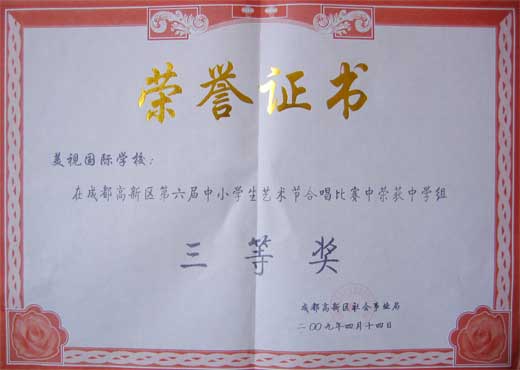 荣誉证书
美视国际学校：
在成都高新区第六届中小学生艺术节合唱比赛中荣获中学组
三等奖
成都高新区社会事业局
二00九年四月十四日